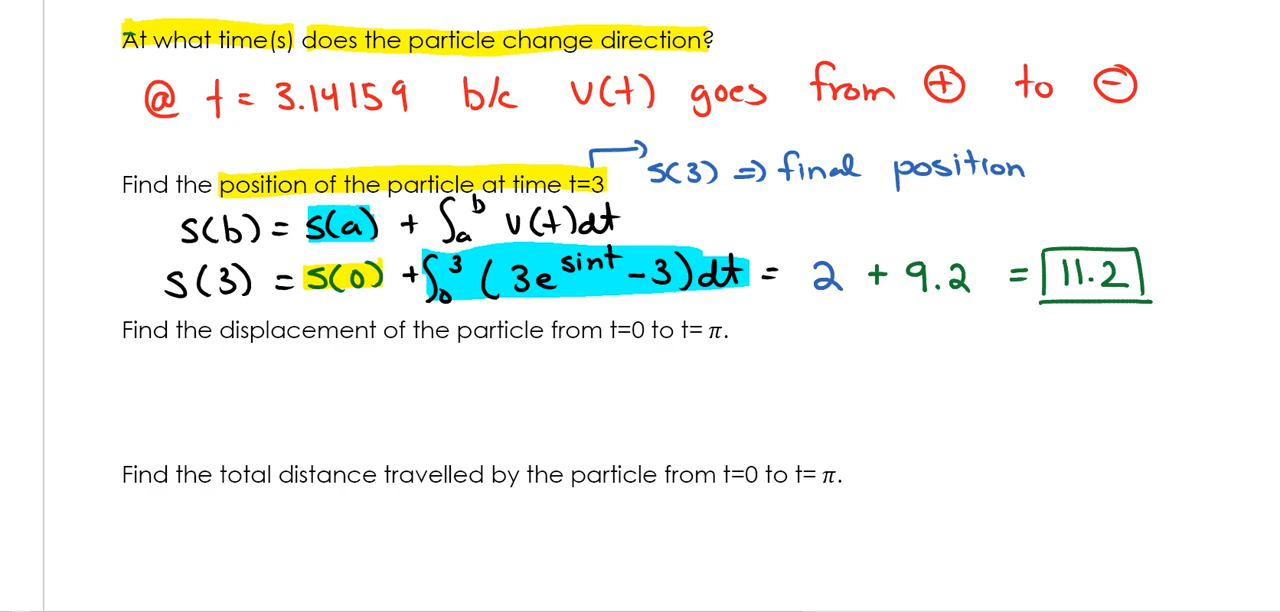 At what time(s) does the particle change direction?
@ t = 3.14159 b/c v(t) goes from ⊕ to ⊖
Find the position of the particle at time t=3 s(3) ⇒ final position
s(b) = s(a) + ∫ₐᵇ v(t)dt
s(3) = s(0) + ∫₀³ (3e^sint − 3)dt = 2 + 9.2 = 11.2
Find the displacement of the particle from t=0 to t= π.
Find the total distance travelled by the particle from t=0 to t= π.